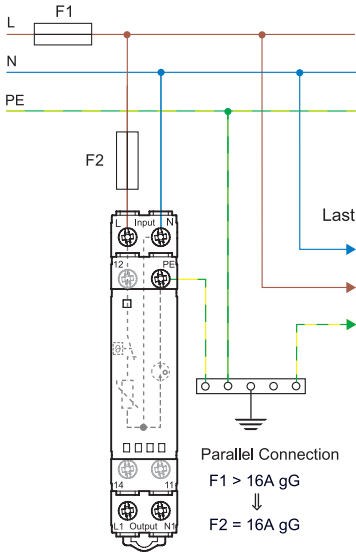 F1
L
N
PE
F2
L Input N
Last
12 PE
14 11
L1 Output N1
Parallel Connection
F1 > 16A gG
⇓
F2 = 16A gG